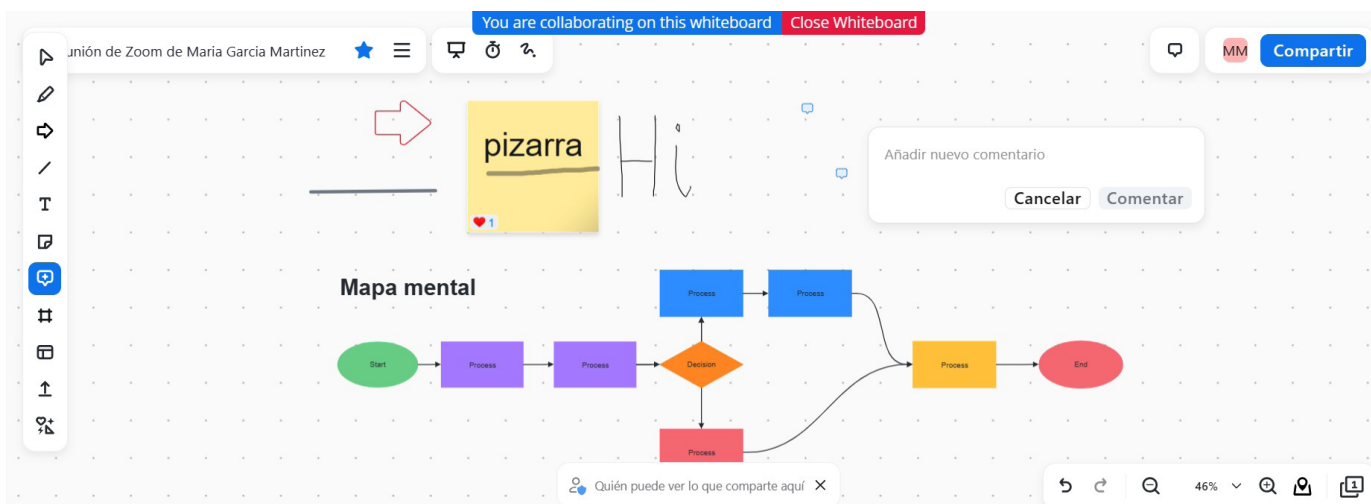 You are collaborating on this whiteboard Close Whiteboard
unión de Zoom de Maria Garcia Martinez
MM Compartir
pizarra
Hi
1
Añadir nuevo comentario
Cancelar Comentar
T
Mapa mental
Process Process
Start Process Process Decision Process End
Process
Quién puede ver lo que comparte aquí
46%
1